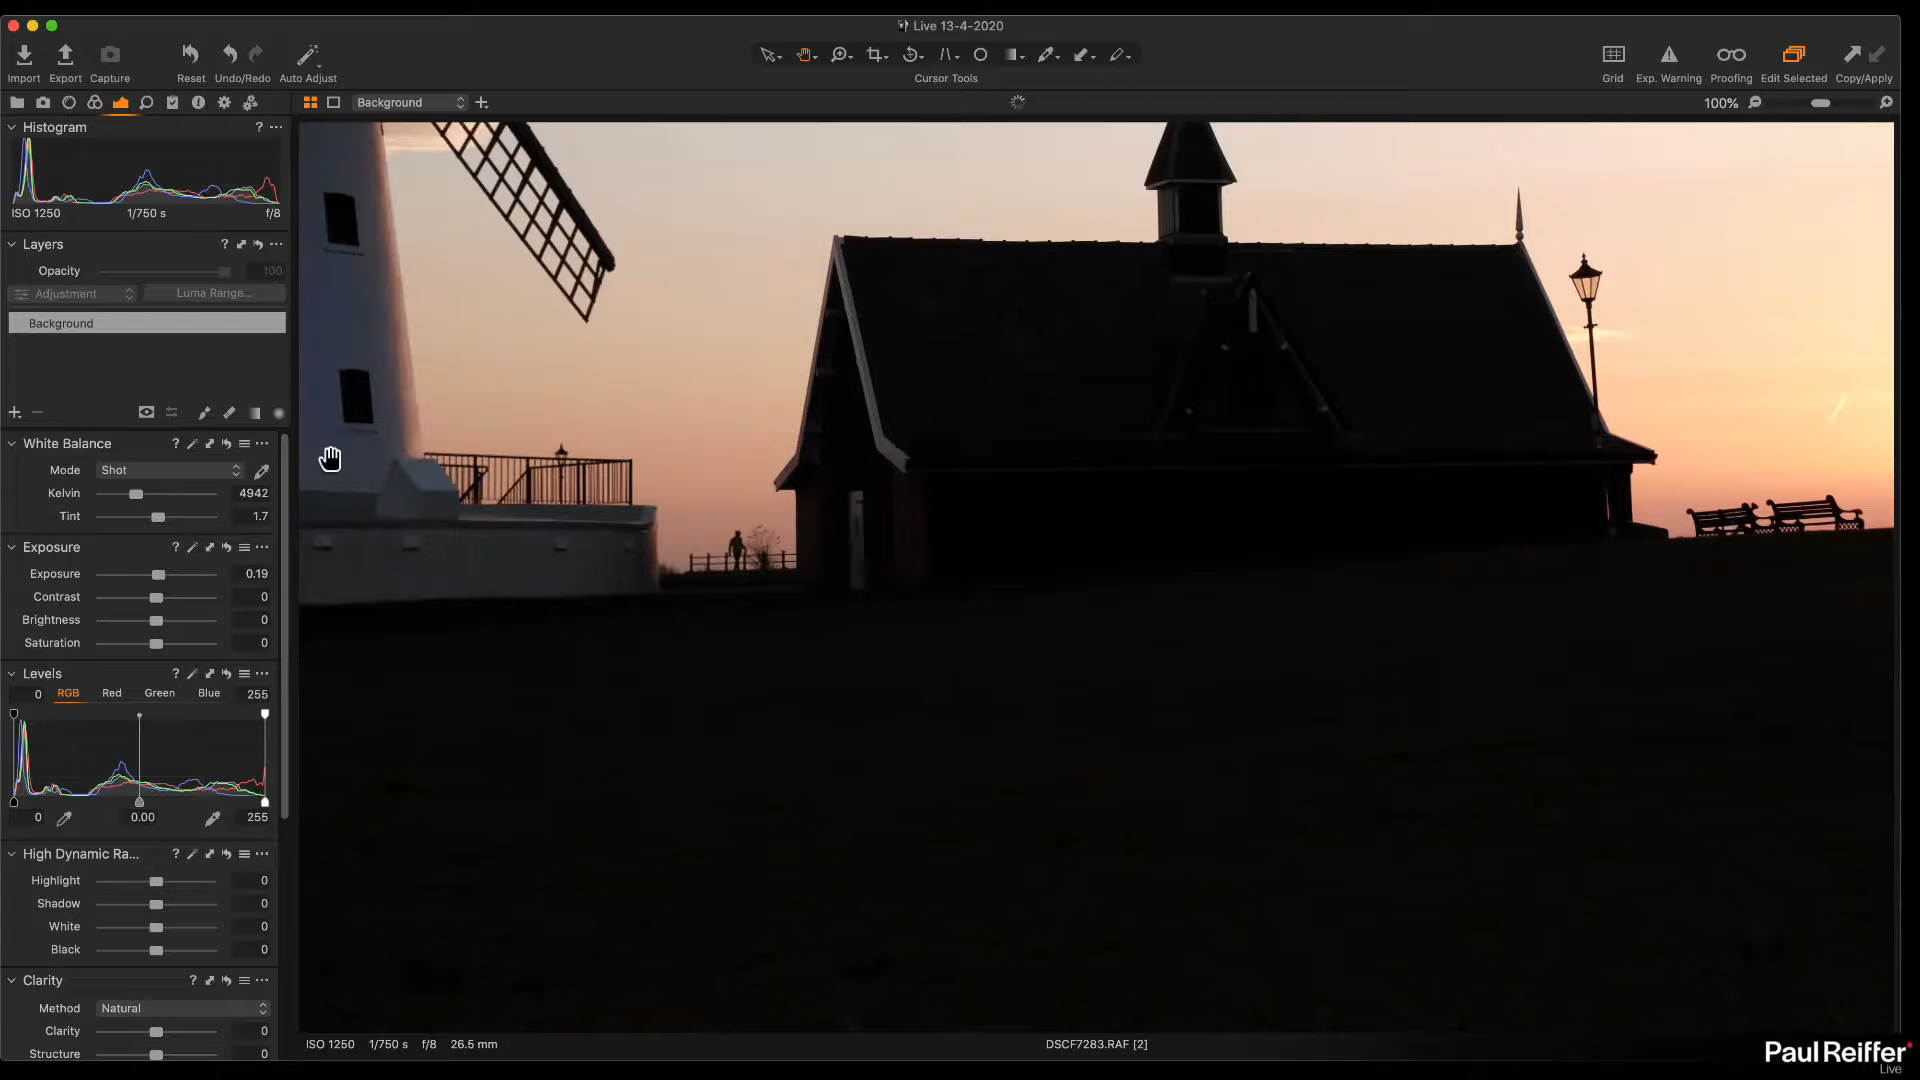 Live 13-4-2020
Import Export Capture Reset Undo/Redo Auto Adjust Cursor Tools Grid Exp. Warning Proofing Edit Selected Copy/Apply
Background 100%
Histogram ?
ISO 1250 1/750 s f/8
Layers ?
Opacity 100
Adjustment Luma Range...
Background
White Balance ?
Mode Shot
Kelvin 4942
Tint 1.7
Exposure ?
Exposure 0.19
Contrast 0
Brightness 0
Saturation 0
Levels ?
0 RGB Red Green Blue 255
0 0.00 255
High Dynamic Ra... ?
Highlight 0
Shadow 0
White 0
Black 0
Clarity ?
Method Natural
Clarity 0
Structure 0
ISO 1250 1/750 s f/8 26.5 mm DSCF7283.RAF [2]
Paul Reiffer
Live